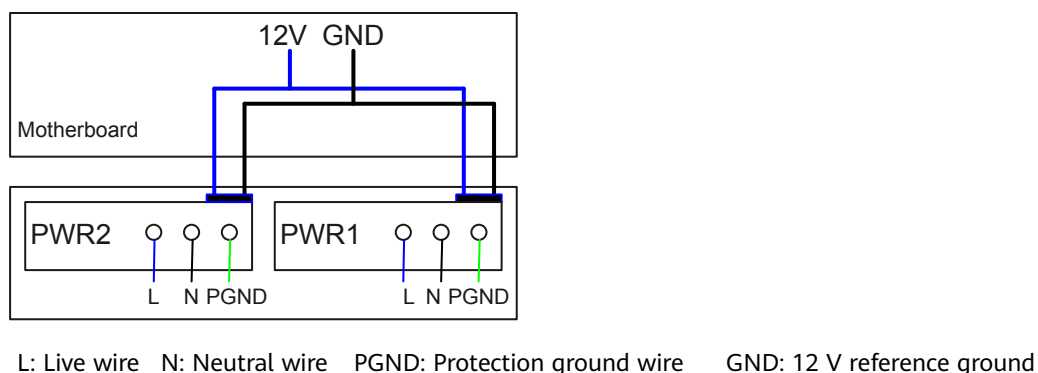 12V GND
Motherboard
PWR2 PWR1
L N PGND L N PGND
L: Live wire N: Neutral wire PGND: Protection ground wire GND: 12 V reference ground